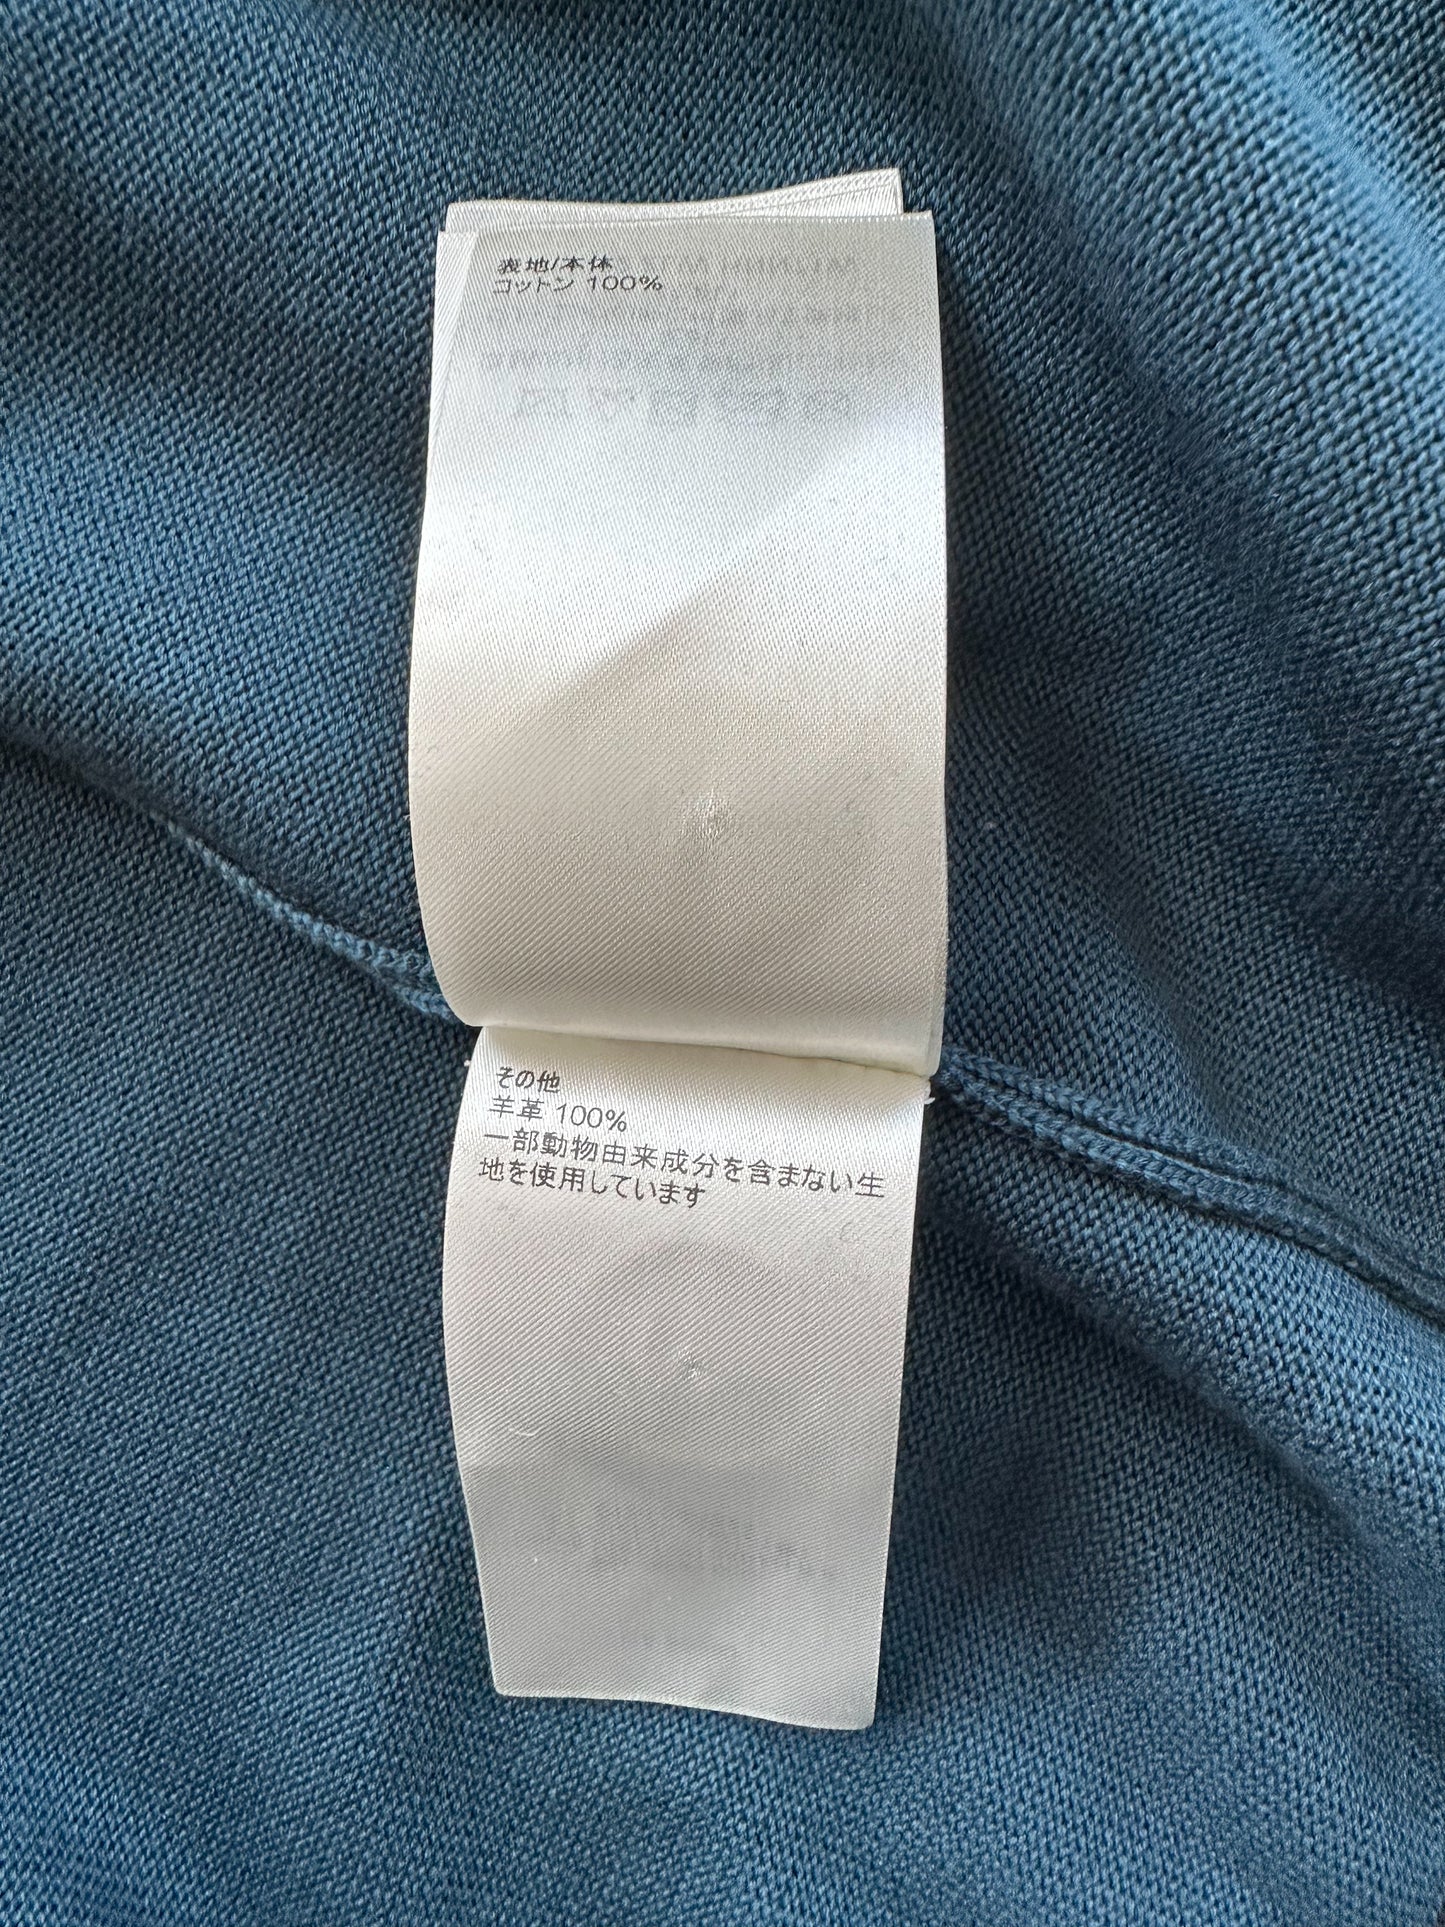 表地/本体
コットン 100%
その他
羊革 100%
一部動物由来成分を含まない生
地を使用しています